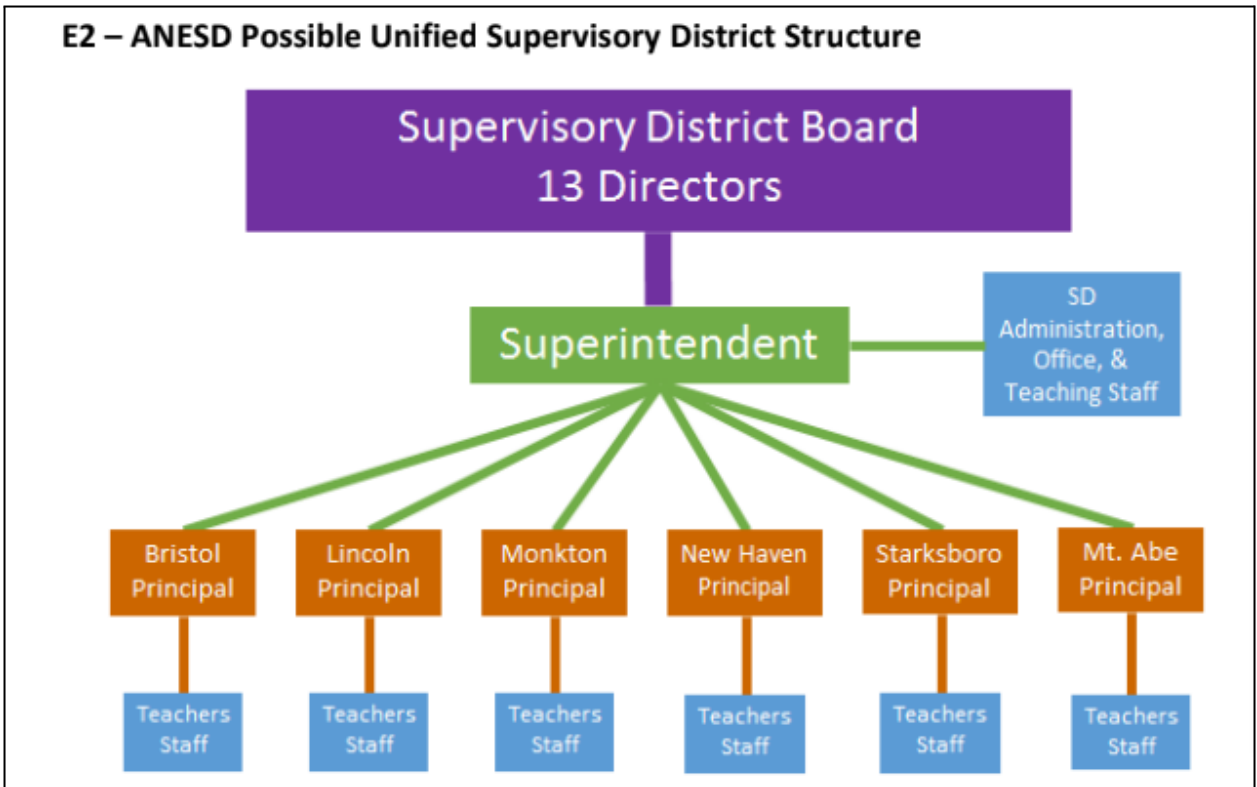 E2 – ANESD Possible Unified Supervisory District Structure
Supervisory District Board
13 Directors
Superintendent
SD
Administration,
Office, &
Teaching Staff
Bristol
Principal
Lincoln
Principal
Monkton
Principal
New Haven
Principal
Starksboro
Principal
Mt. Abe
Principal
Teachers
Staff
Teachers
Staff
Teachers
Staff
Teachers
Staff
Teachers
Staff
Teachers
Staff